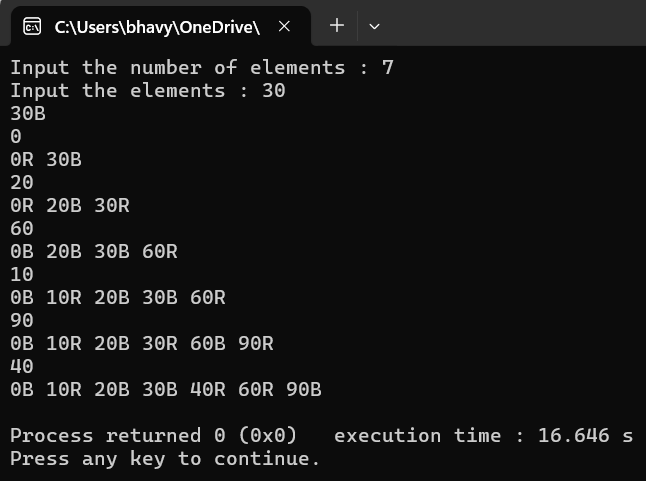 C:\Users\bhavy\OneDrive\
Input the number of elements : 7
Input the elements : 30
30B
0
0R 30B
20
0R 20B 30R
60
0B 20B 30B 60R
10
0B 10R 20B 30B 60R
90
0B 10R 20B 30R 60B 90R
40
0B 10R 20B 30B 40R 60R 90B
Process returned 0 (0x0)   execution time : 16.646 s
Press any key to continue.